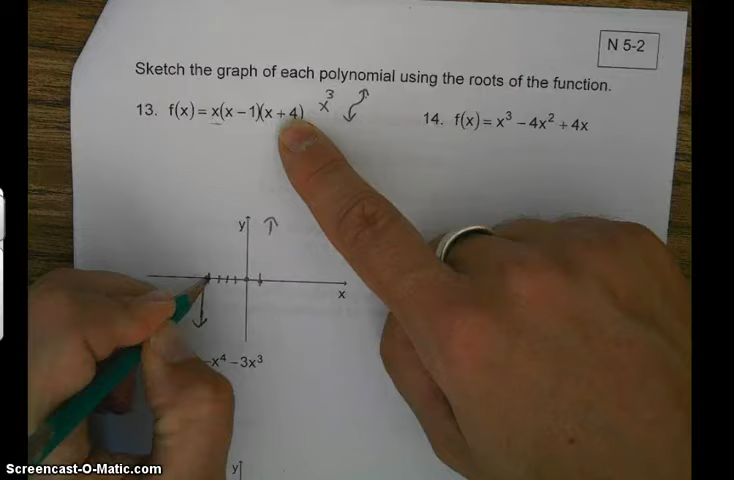 N 5-2
Sketch the graph of each polynomial using the roots of the function.
13. f(x) = x(x – 1)(x + 4) x³
14. f(x) = x³ – 4x² + 4x
y
x
–x⁴ – 3x³
y
Screencast-O-Matic.com